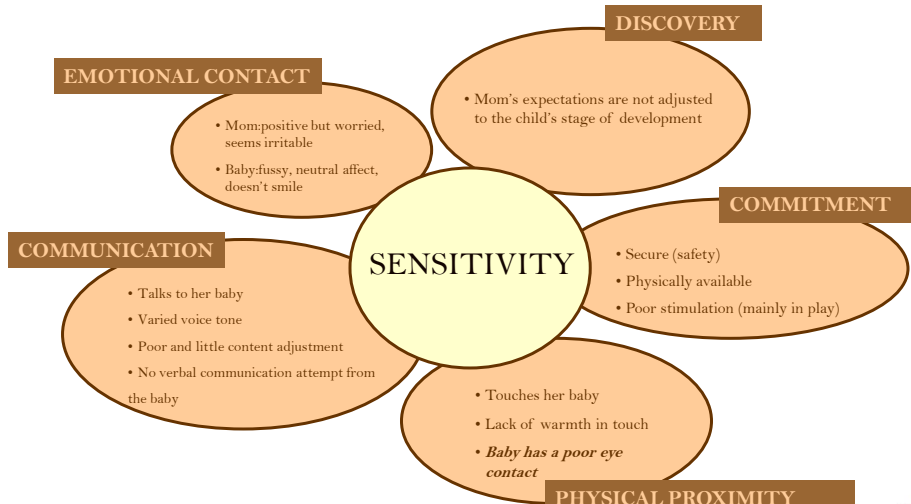 DISCOVERY
• Mom's expectations are not adjusted
to the child's stage of development
EMOTIONAL CONTACT
• Mom:positive but worried,
seems irritable
• Baby:fussy, neutral affect,
doesn't smile
COMMITMENT
• Secure (safety)
• Physically available
• Poor stimulation (mainly in play)
SENSITIVITY
COMMUNICATION
• Talks to her baby
• Varied voice tone
• Poor and little content adjustment
• No verbal communication attempt from
the baby
• Touches her baby
• Lack of warmth in touch
• Baby has a poor eye
contact
PHYSICAL PROXIMITY